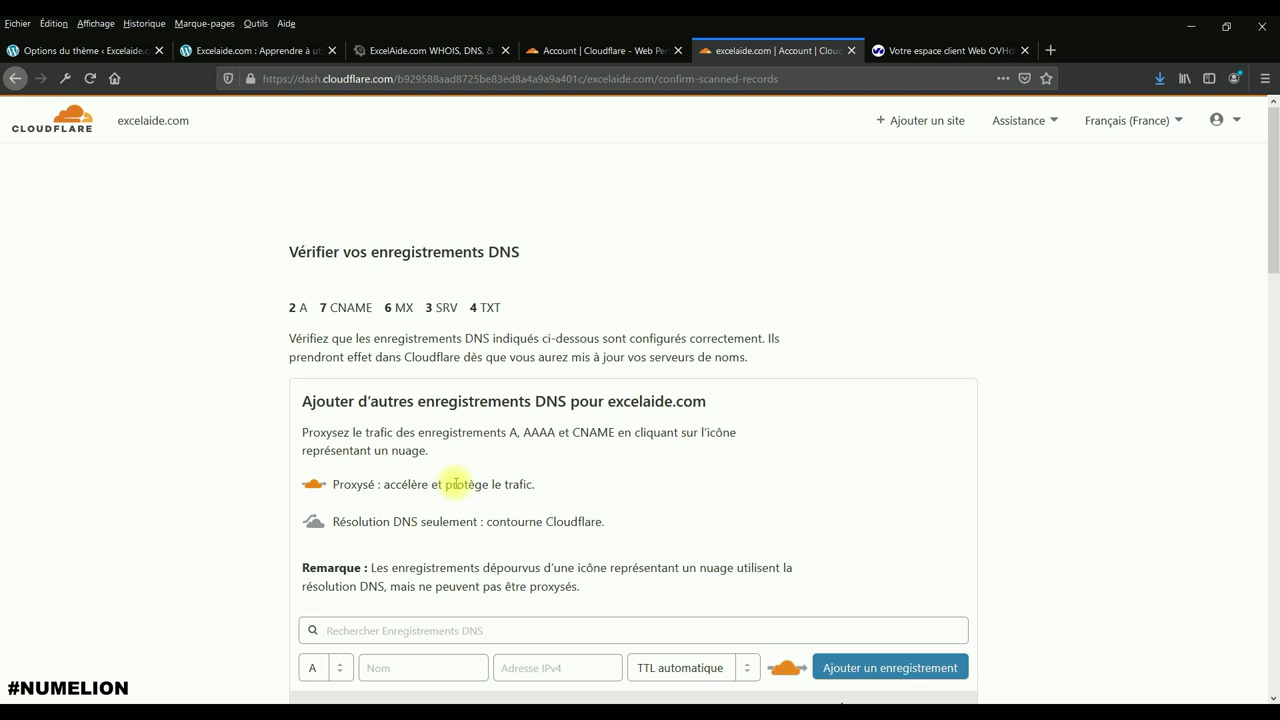 Fichier Édition Affichage Historique Marque-pages Outils Aide
Options du thème ‹ Excelaide.c
Excelaide.com : Apprendre à ut
ExcelAide.com WHOIS, DNS, &
Account | Cloudflare - Web Per
excelaide.com | Account | Cloud
Votre espace client Web OVHcl
https://dash.cloudflare.com/b929588aad8725be83ed8a4a9a9a401c/excelaide.com/confirm-scanned-records
CLOUDFLARE
excelaide.com
+ Ajouter un site
Assistance
Français (France)
Vérifier vos enregistrements DNS
2 A 7 CNAME 6 MX 3 SRV 4 TXT
Vérifiez que les enregistrements DNS indiqués ci-dessous sont configurés correctement. Ils
prendront effet dans Cloudflare dès que vous aurez mis à jour vos serveurs de noms.
Ajouter d'autres enregistrements DNS pour excelaide.com
Proxysez le trafic des enregistrements A, AAAA et CNAME en cliquant sur l'icône
représentant un nuage.
Proxysé : accélère et protège le trafic.
Résolution DNS seulement : contourne Cloudflare.
Remarque : Les enregistrements dépourvus d'une icône représentant un nuage utilisent la
résolution DNS, mais ne peuvent pas être proxysés.
Rechercher Enregistrements DNS
A Nom Adresse IPv4 TTL automatique Ajouter un enregistrement
#NUMELION